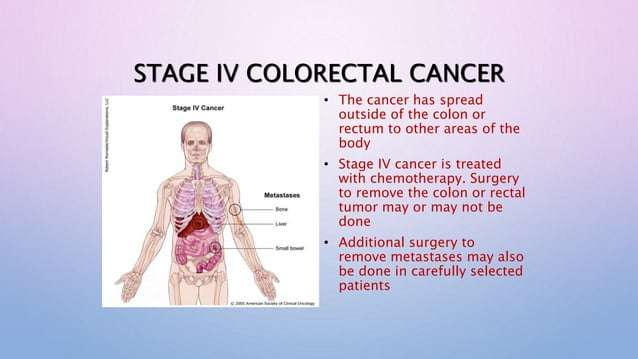 STAGE IV COLORECTAL CANCER
Stage IV Cancer
Metastases
Bone
Liver
Small bowel
© 2005 American Society of Clinical Oncology
• The cancer has spread
outside of the colon or
rectum to other areas of the
body
• Stage IV cancer is treated
with chemotherapy. Surgery
to remove the colon or rectal
tumor may or may not be
done
• Additional surgery to
remove metastases may also
be done in carefully selected
patients